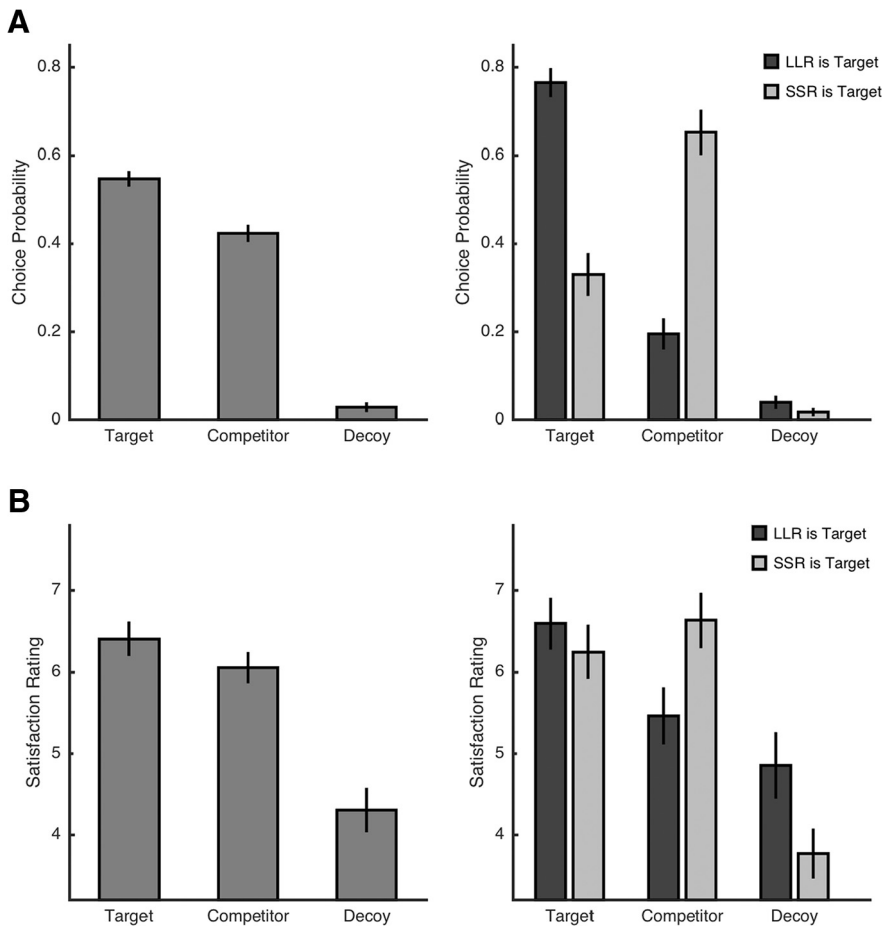 A
0.8
0.6
0.4
0.2
0
Choice Probability
Target Competitor Decoy
LLR is Target
SSR is Target
0.8
0.6
0.4
0.2
0
Choice Probability
Target Competitor Decoy
B
7
6
5
4
Satisfaction Rating
Target Competitor Decoy
LLR is Target
SSR is Target
7
6
5
4
Satisfaction Rating
Target Competitor Decoy